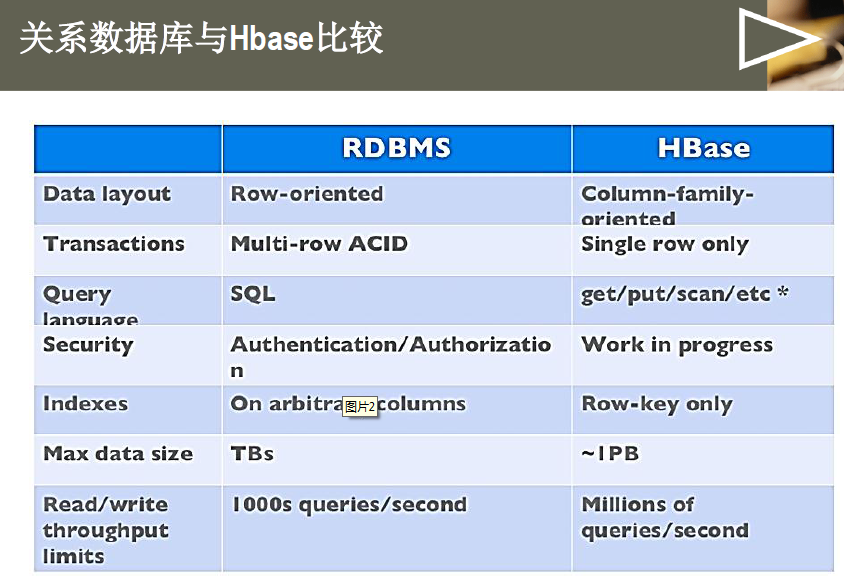 关系数据库与Hbase比较
RDBMS HBase
Data layout Row-oriented Column-family-
oriented
Transactions Multi-row ACID Single row only
Query SQL get/put/scan/etc *
language
Security Authentication/Authorizatio Work in progress
n
Indexes On arbitra 图片2 columns Row-key only
Max data size TBs ~1PB
Read/write 1000s queries/second Millions of
throughput queries/second
limits